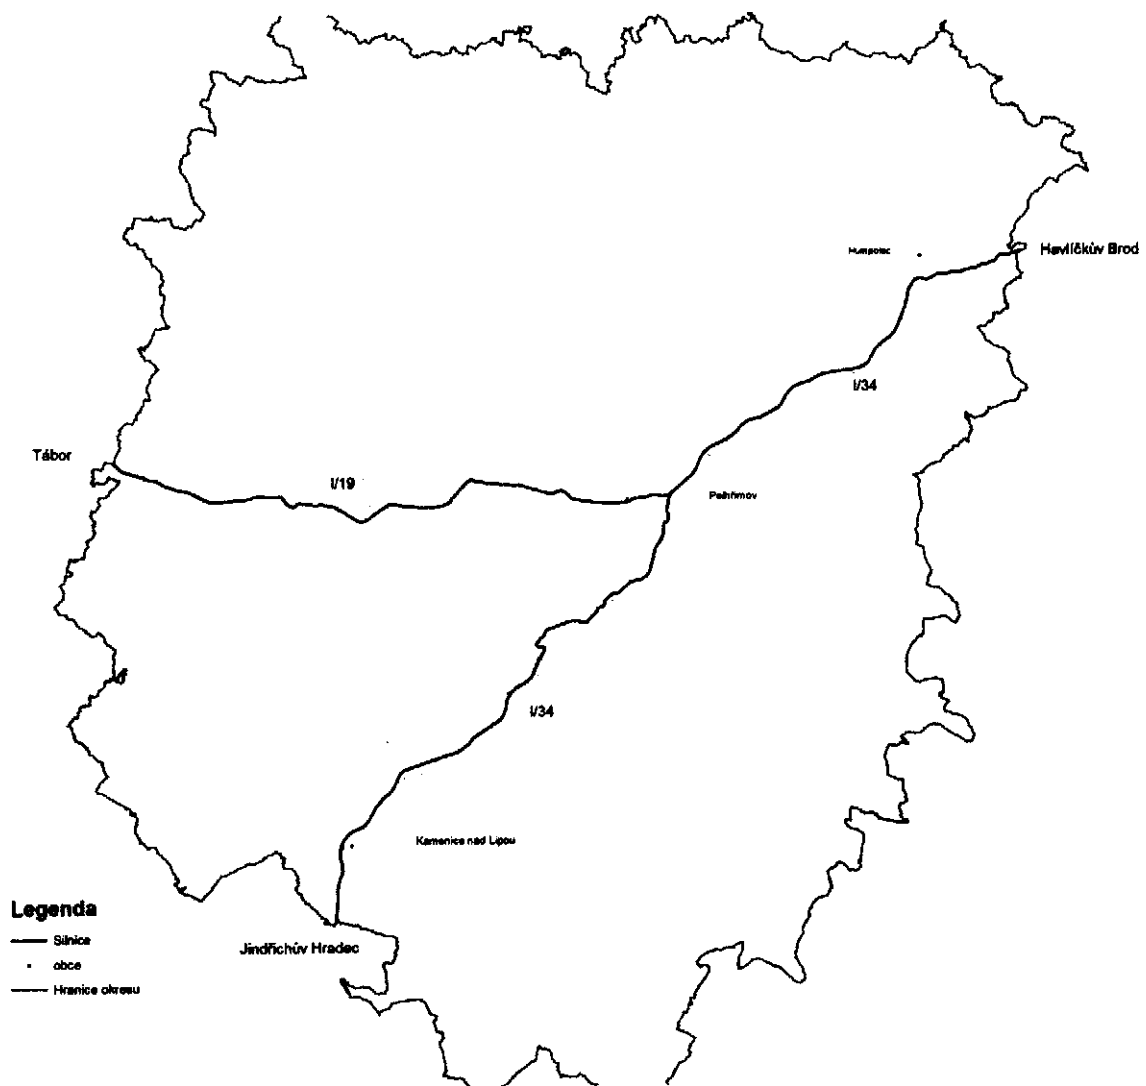 Humpolec
Havlíčkův Brod
I/34
Tábor
I/19
Pelhřimov
I/34
Kamenice nad Lipou
Legenda
Silnice
Jindřichův Hradec
obce
Hranice okresu